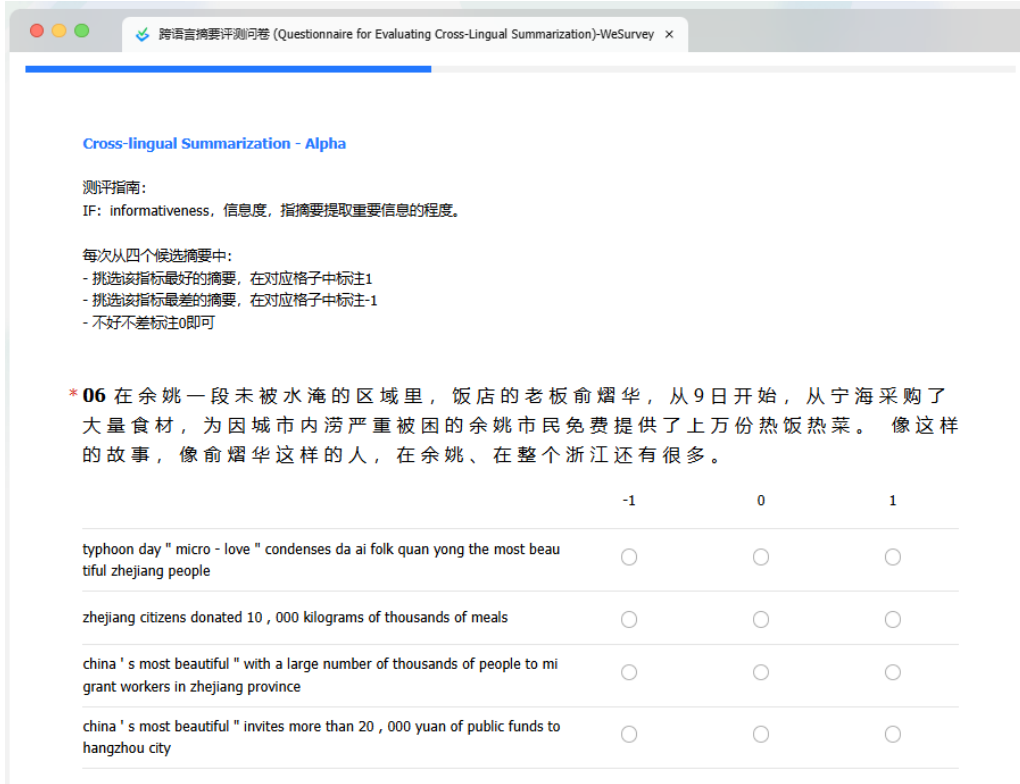 跨语言摘要评测问卷 (Questionnaire for Evaluating Cross-Lingual Summarization)-WeSurvey ×
Cross-lingual Summarization - Alpha
测评指南：
IF：informativeness，信息度，指摘要提取重要信息的程度。
每次从四个候选摘要中：
- 挑选该指标最好的摘要，在对应格子中标注1
- 挑选该指标最差的摘要，在对应格子中标注-1
- 不好不差标注0即可
* 06 在余姚一段未被水淹的区域里，饭店的老板俞熠华，从9日开始，从宁海采购了
大量食材，为因城市内涝严重被困的余姚市民免费提供了上万份热饭热菜。 像这样
的故事，像俞熠华这样的人，在余姚、在整个浙江还有很多。
-1 0 1
typhoon day " micro - love " condenses da ai folk quan yong the most beau
tiful zhejiang people
zhejiang citizens donated 10 , 000 kilograms of thousands of meals
china ' s most beautiful " with a large number of thousands of people to mi
grant workers in zhejiang province
china ' s most beautiful " invites more than 20 , 000 yuan of public funds to
hangzhou city